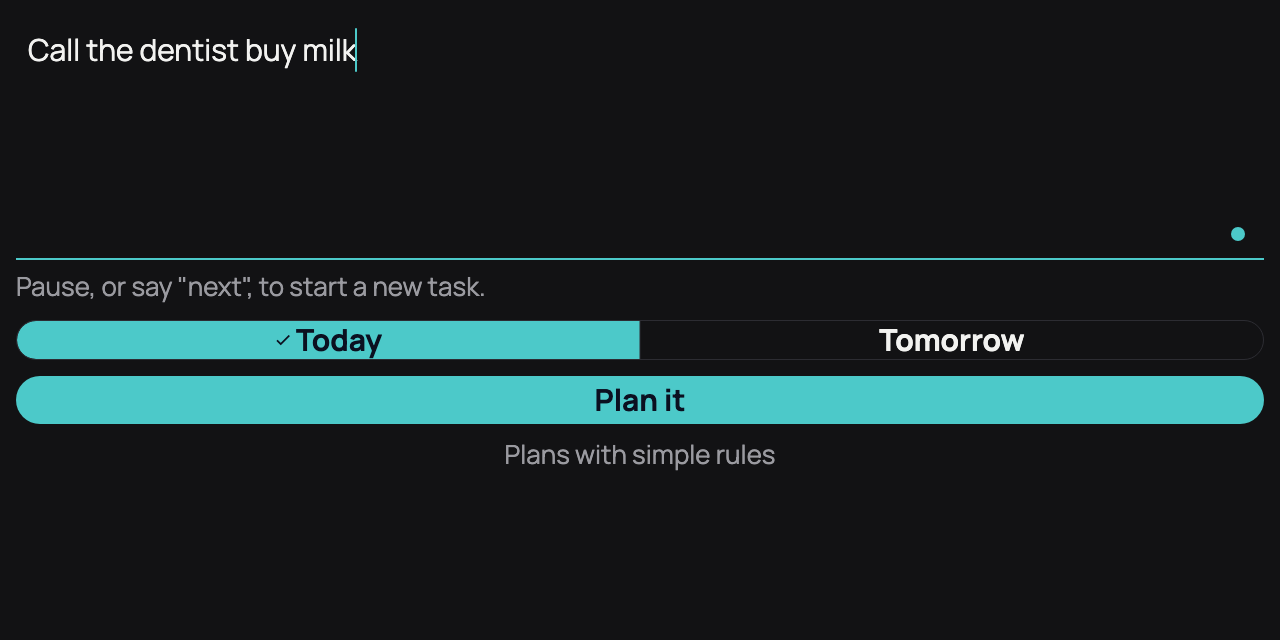 Call the dentist buy milk
Pause, or say "next", to start a new task.
Today
Tomorrow
Plan it
Plans with simple rules